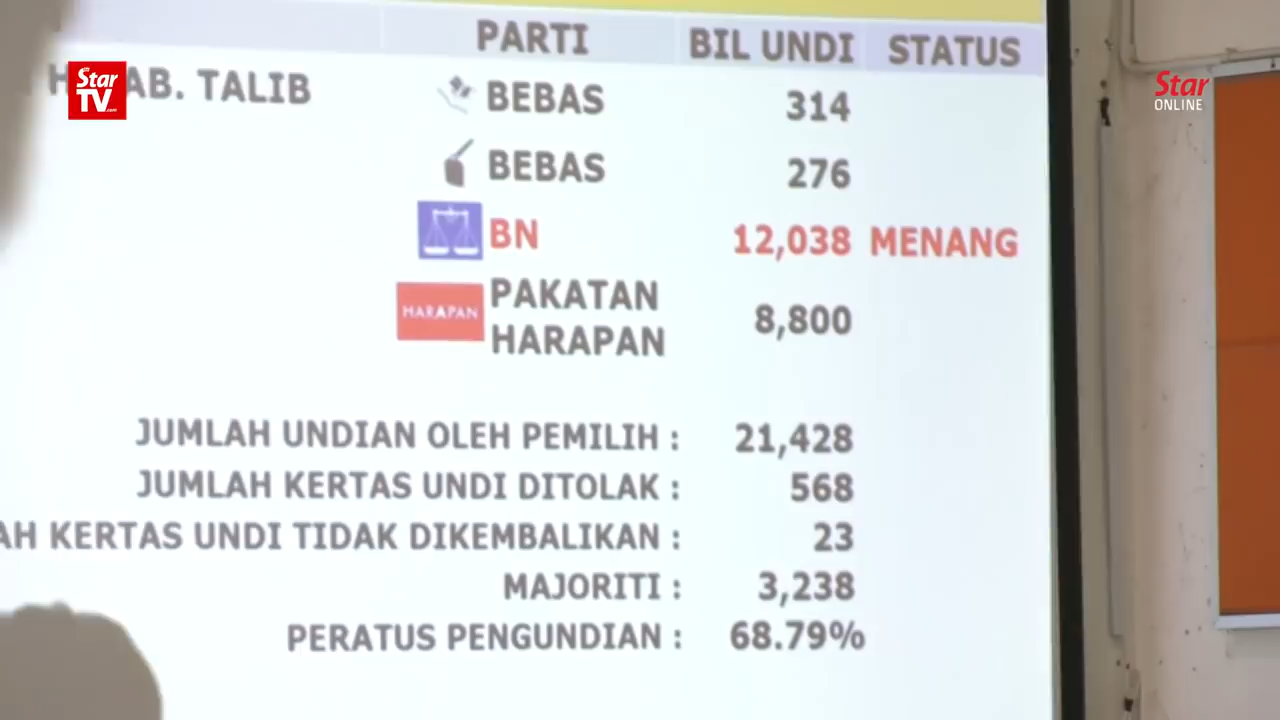 PARTI BIL UNDI STATUS
AB. TALIB BEBAS 314
BEBAS 276
BN 12,038 MENANG
HARAPAN PAKATAN HARAPAN 8,800
JUMLAH UNDIAN OLEH PEMILIH : 21,428
JUMLAH KERTAS UNDI DITOLAK : 568
AH KERTAS UNDI TIDAK DIKEMBALIKAN : 23
MAJORITI : 3,238
PERATUS PENGUNDIAN : 68.79%
Star
TV.com
Star
ONLINE